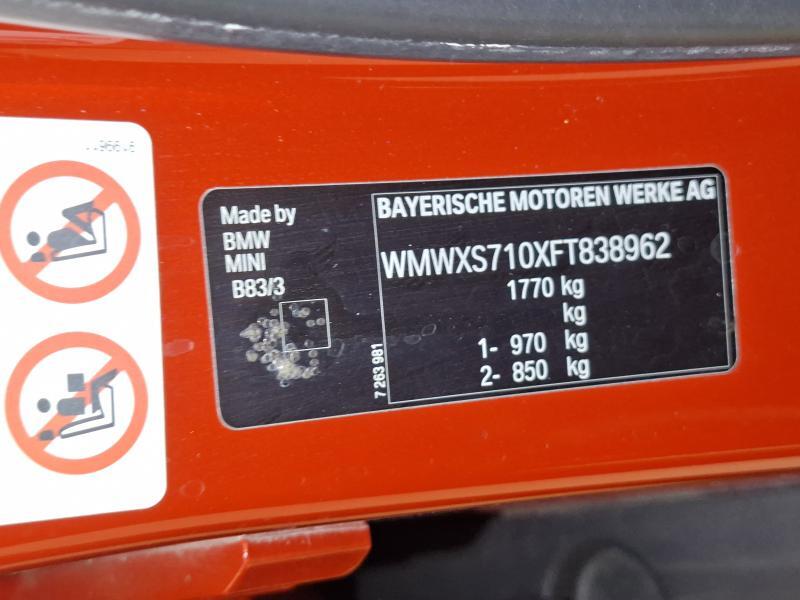 Made by
BMW
MINI
B83/3
7 263 981
BAYERISCHE MOTOREN WERKE AG
WMWXS710XFT838962
1770 kg
kg
1- 970 kg
2- 850 kg